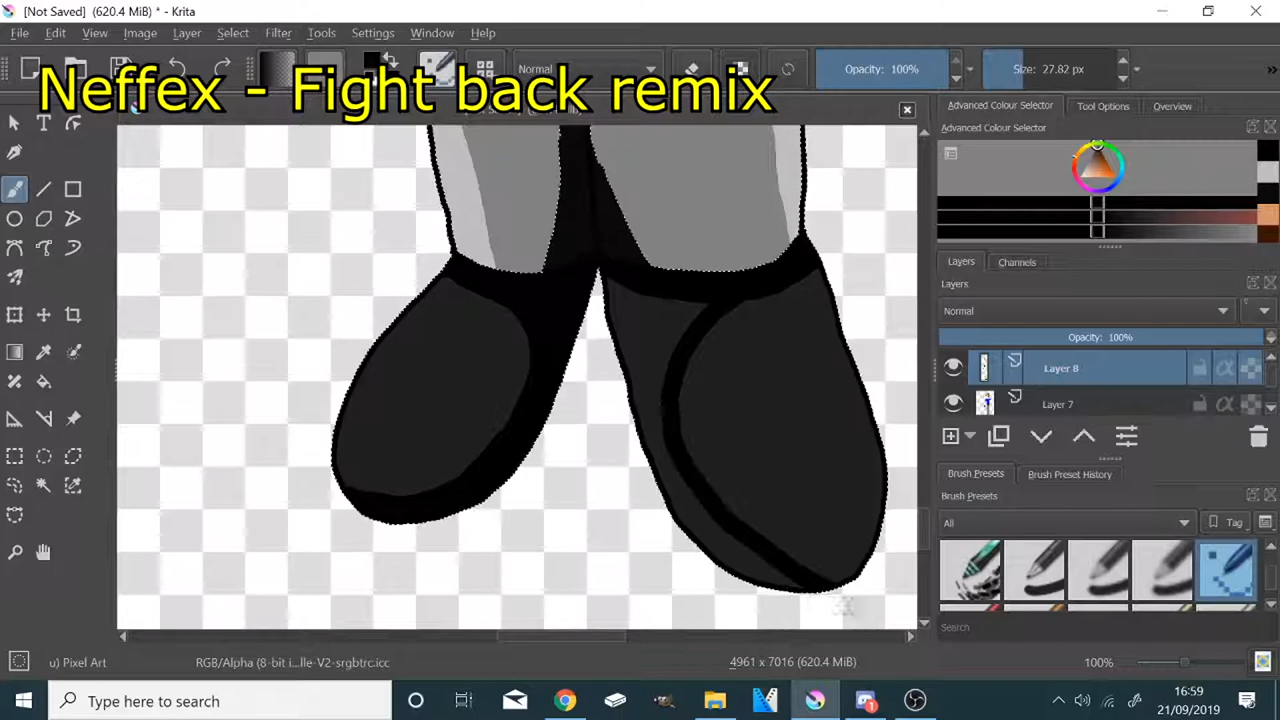 [Not Saved] (620.4 MiB) * - Krita
File Edit View Image Layer Select Filter Tools Settings Window Help
Normal
Opacity: 100%
Size: 27.82 px
Neffex - Fight back remix
Advanced Colour Selector Tool Options Overview
Advanced Colour Selector
Layers Channels
Layers
Normal
Opacity: 100%
Layer 8
Layer 7
Brush Presets Brush Preset History
Brush Presets
All
Tag
Search
u) Pixel Art
RGB/Alpha (8-bit i...lle-V2-srgbtrc.icc
4961 x 7016 (620.4 MiB)
100%
Type here to search
1
16:59
21/09/2019